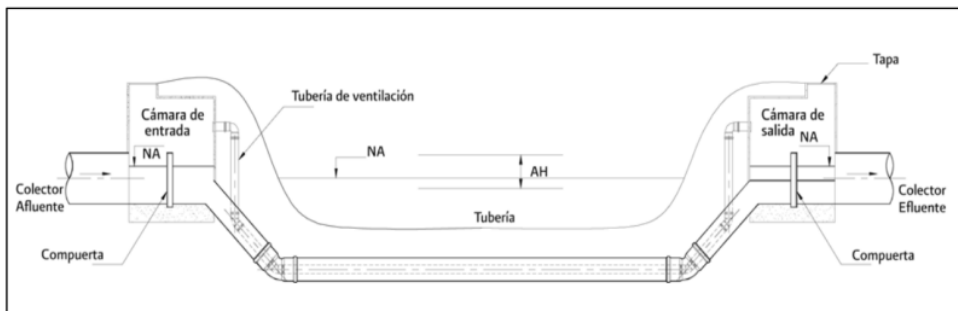 Tapa
Tubería de ventilación
Cámara de
entrada
Cámara de
salida
NA
NA
NA
AH
Colector
Afluente
Tubería
Colector
Efluente
Compuerta
Compuerta